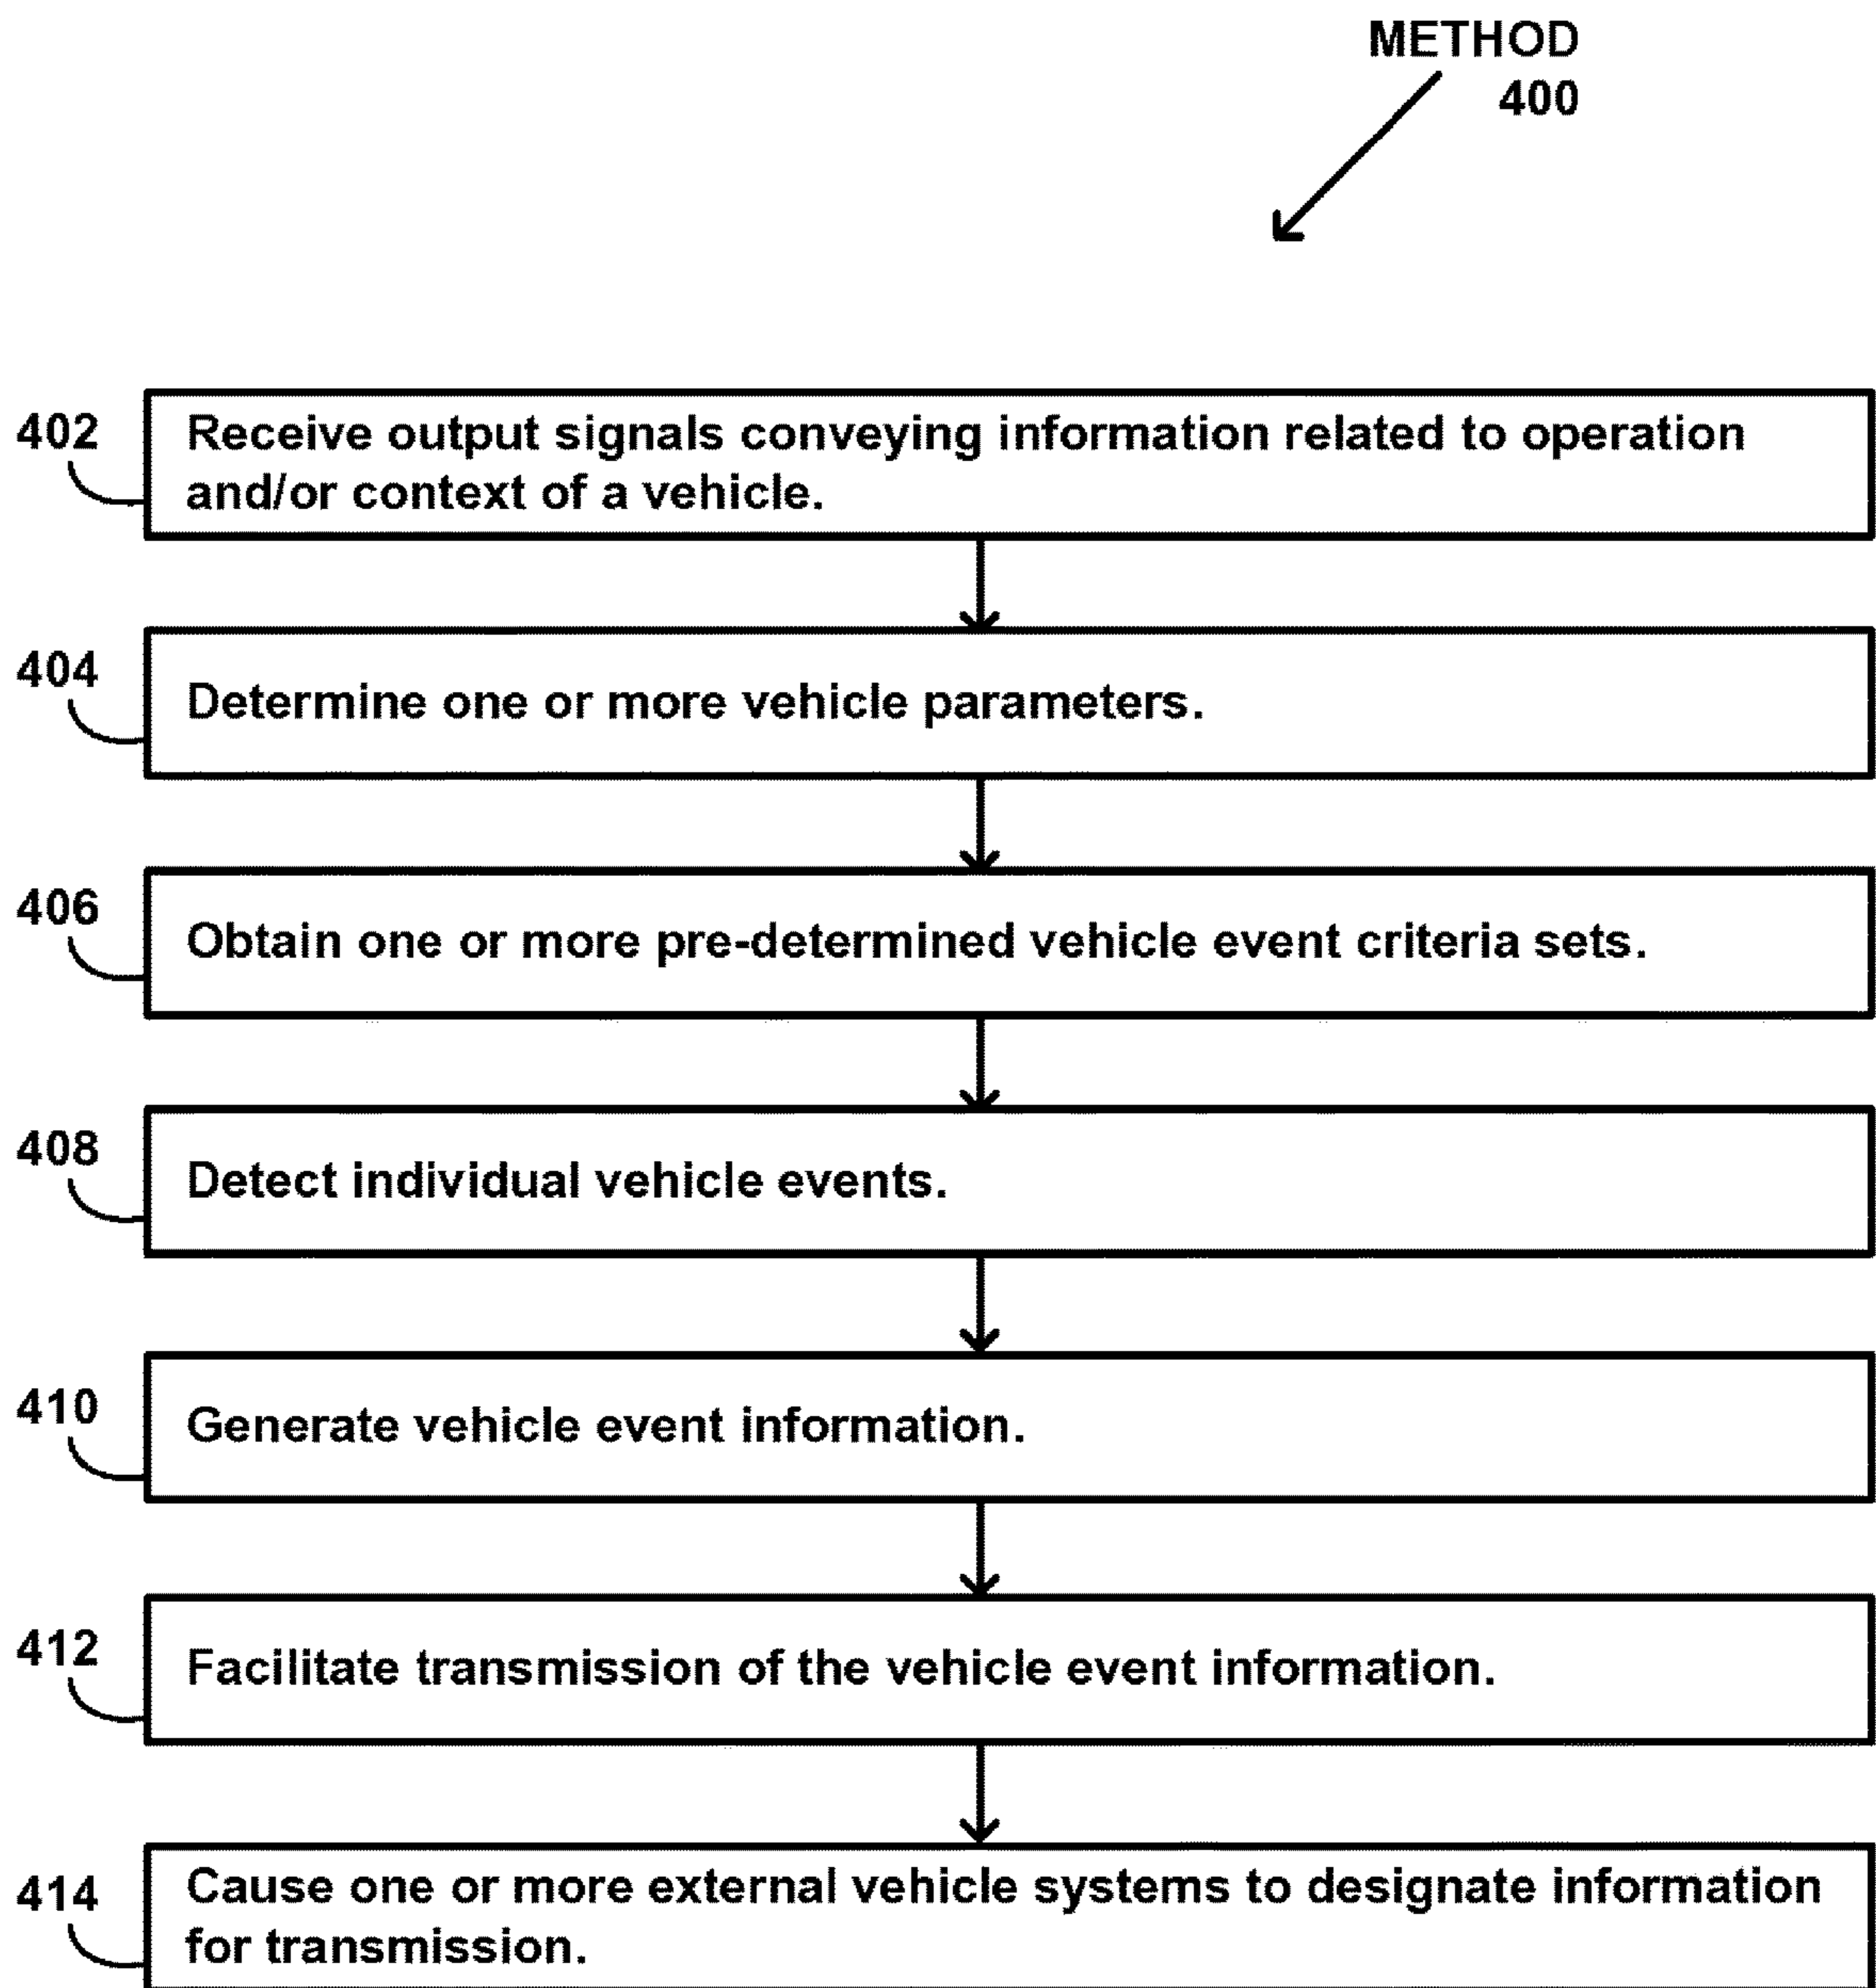 METHOD
400
402
Receive output signals conveying information related to operation
and/or context of a vehicle.
404
Determine one or more vehicle parameters.
406
Obtain one or more pre-determined vehicle event criteria sets.
408
Detect individual vehicle events.
410
Generate vehicle event information.
412
Facilitate transmission of the vehicle event information.
414
Cause one or more external vehicle systems to designate information
for transmission.